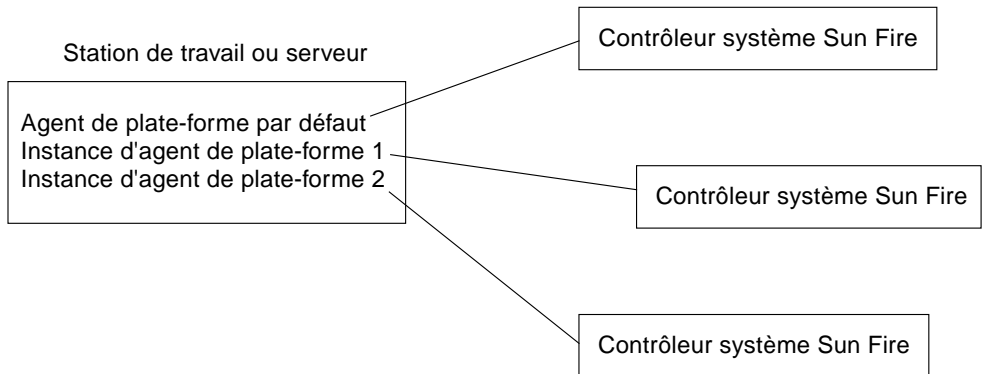 Contrôleur système Sun Fire
Station de travail ou serveur
Agent de plate-forme par défaut
Instance d'agent de plate-forme 1
Instance d'agent de plate-forme 2
Contrôleur système Sun Fire
Contrôleur système Sun Fire